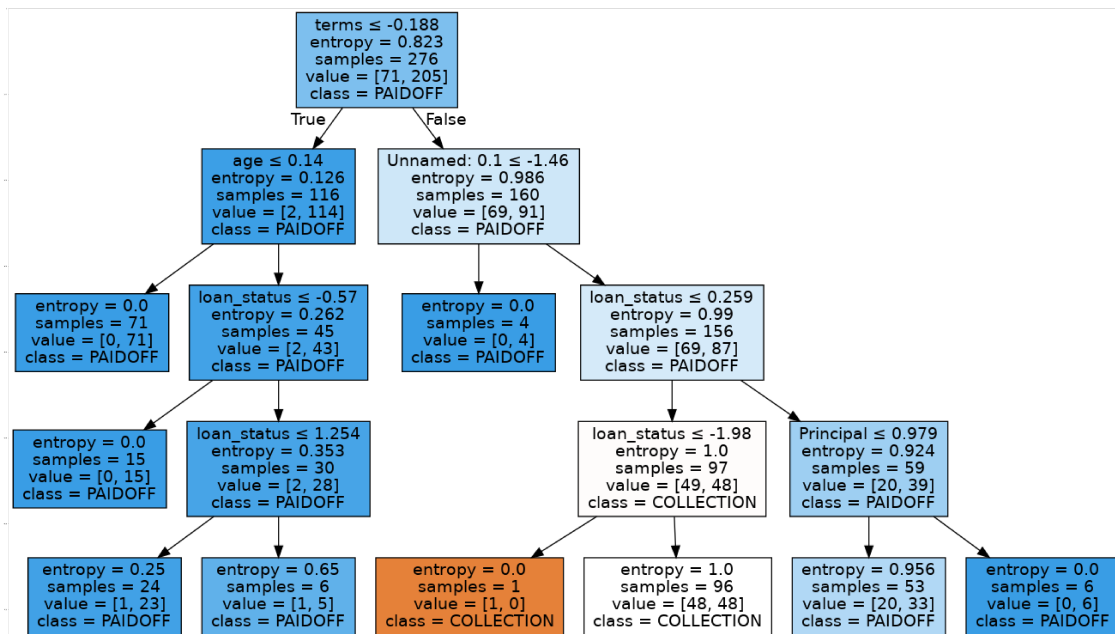 terms ≤ -0.188
entropy = 0.823
samples = 276
value = [71, 205]
class = PAIDOFF
True
False
age ≤ 0.14
entropy = 0.126
samples = 116
value = [2, 114]
class = PAIDOFF
Unnamed: 0.1 ≤ -1.46
entropy = 0.986
samples = 160
value = [69, 91]
class = PAIDOFF
entropy = 0.0
samples = 71
value = [0, 71]
class = PAIDOFF
loan_status ≤ -0.57
entropy = 0.262
samples = 45
value = [2, 43]
class = PAIDOFF
entropy = 0.0
samples = 4
value = [0, 4]
class = PAIDOFF
loan_status ≤ 0.259
entropy = 0.99
samples = 156
value = [69, 87]
class = PAIDOFF
entropy = 0.0
samples = 15
value = [0, 15]
class = PAIDOFF
loan_status ≤ 1.254
entropy = 0.353
samples = 30
value = [2, 28]
class = PAIDOFF
loan_status ≤ -1.98
entropy = 1.0
samples = 97
value = [49, 48]
class = COLLECTION
Principal ≤ 0.979
entropy = 0.924
samples = 59
value = [20, 39]
class = PAIDOFF
entropy = 0.25
samples = 24
value = [1, 23]
class = PAIDOFF
entropy = 0.65
samples = 6
value = [1, 5]
class = PAIDOFF
entropy = 0.0
samples = 1
value = [1, 0]
class = COLLECTION
entropy = 1.0
samples = 96
value = [48, 48]
class = COLLECTION
entropy = 0.956
samples = 53
value = [20, 33]
class = PAIDOFF
entropy = 0.0
samples = 6
value = [0, 6]
class = PAIDOFF